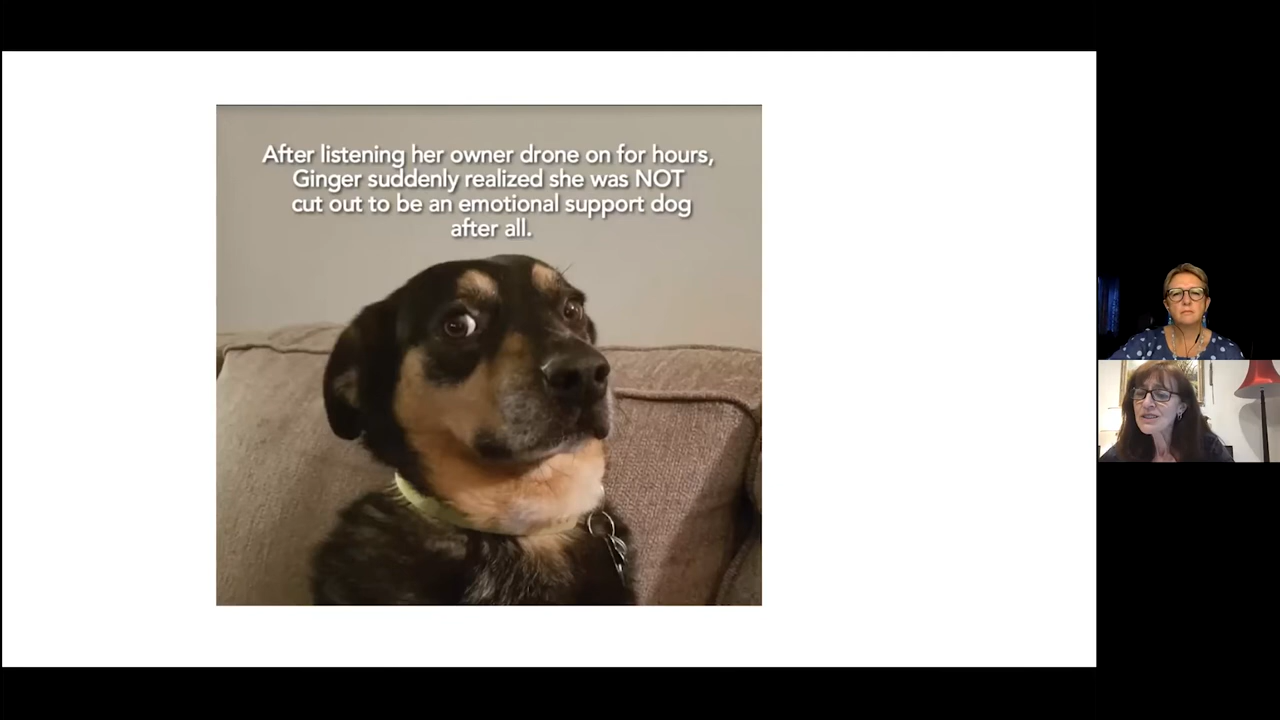 After listening her owner drone on for hours,
Ginger suddenly realized she was NOT
cut out to be an emotional support dog
after all.